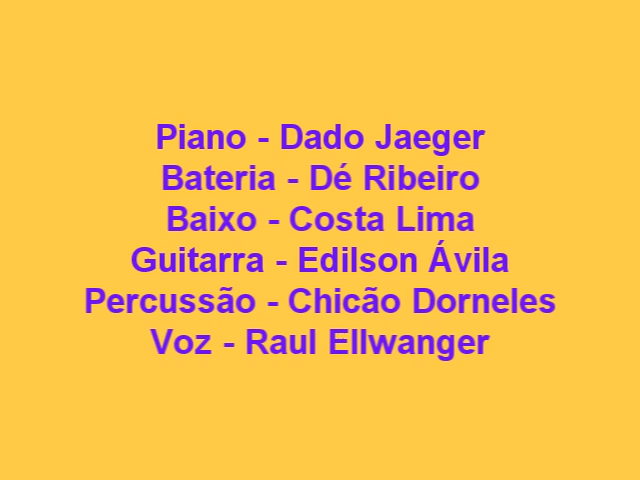 Piano - Dado Jaeger
Bateria - Dé Ribeiro
Baixo - Costa Lima
Guitarra - Edilson Ávila
Percussão - Chicão Dorneles
Voz - Raul Ellwanger